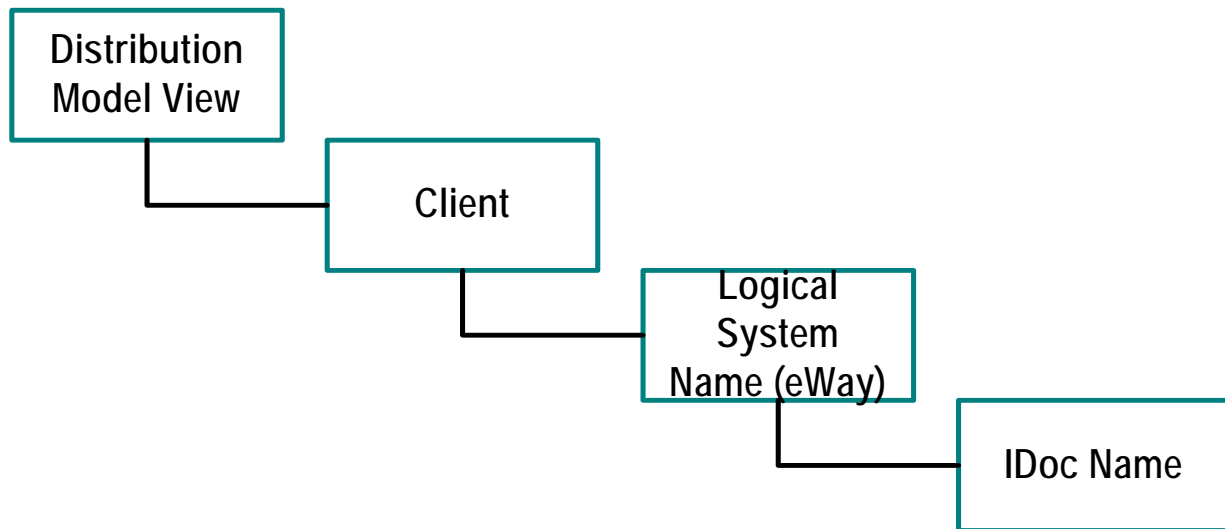 Distribution
Model View
Client
Logical
System
Name (eWay)
IDoc Name